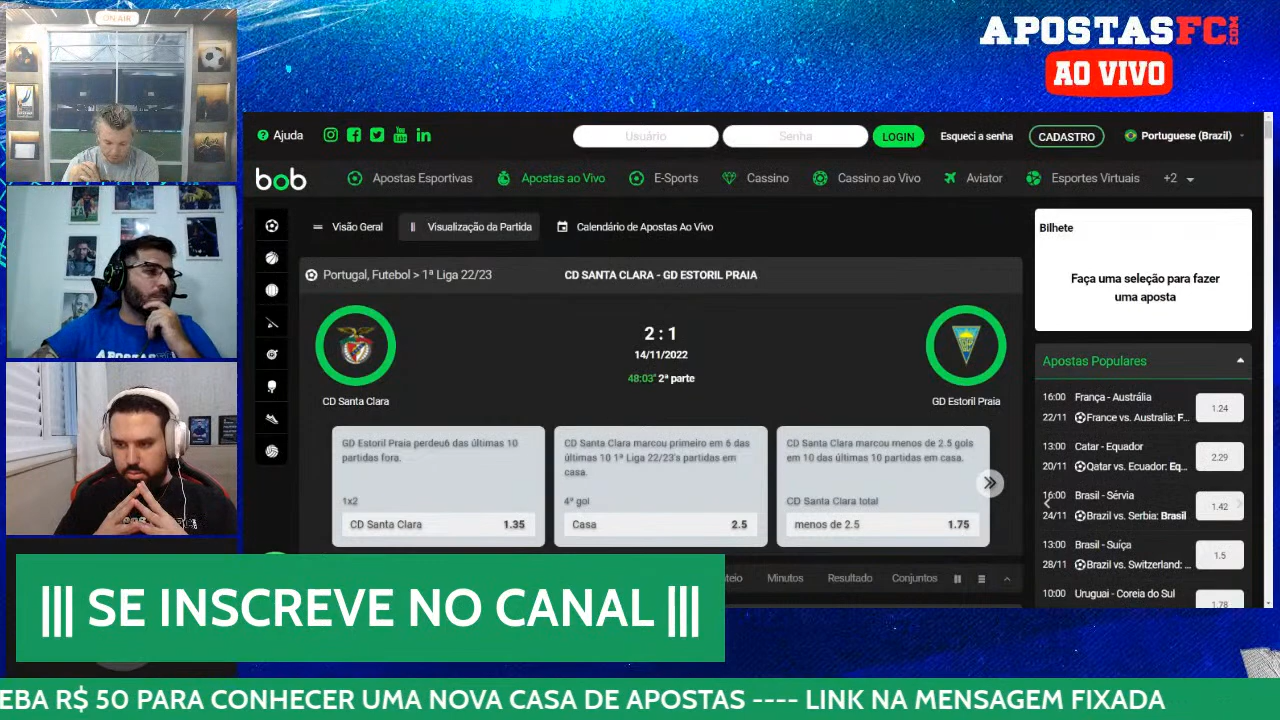 ON AIR
APOSTASFC.COM
AO VIVO
Ajuda
Usuário
Senha
LOGIN
Esqueci a senha
CADASTRO
Portuguese (Brazil)
bob
Apostas Esportivas
Apostas ao Vivo
E-Sports
Cassino
Cassino ao Vivo
Aviator
Esportes Virtuais
+2
Visão Geral
Visualização da Partida
Calendário de Apostas Ao Vivo
Portugal, Futebol > 1ª Liga 22/23
CD SANTA CLARA - GD ESTORIL PRAIA
2 : 1
14/11/2022
48:03" 2ª parte
CD Santa Clara
GD Estoril Praia
GD Estoril Praia perdeu6 das últimas 10
partidas fora.
1x2
CD Santa Clara 1.35
CD Santa Clara marcou primeiro em 6 das
últimas 10 1ª Liga 22/23's partidas em
casa.
4º gol
Casa 2.5
CD Santa Clara marcou menos de 2.5 gols
em 10 das últimas 10 partidas em casa.
CD Santa Clara total
menos de 2.5 1.75
Minutos
Resultado
Conjuntos
Bilhete
Faça uma seleção para fazer
uma aposta
Apostas Populares
16:00 França - Austrália
22/11 France vs. Australia: F...
1.24
13:00 Catar - Equador
20/11 Qatar vs. Ecuador: Eq...
2.29
16:00 Brasil - Sérvia
24/11 Brazil vs. Serbia: Brasil
1.42
13:00 Brasil - Suíça
28/11 Brazil vs. Switzerland: ...
1.5
10:00 Uruguai - Coreia do Sul
1.78
APOSTASFC
||| SE INSCREVE NO CANAL |||
EBA R$ 50 PARA CONHECER UMA NOVA CASA DE APOSTAS ---- LINK NA MENSAGEM FIXADA